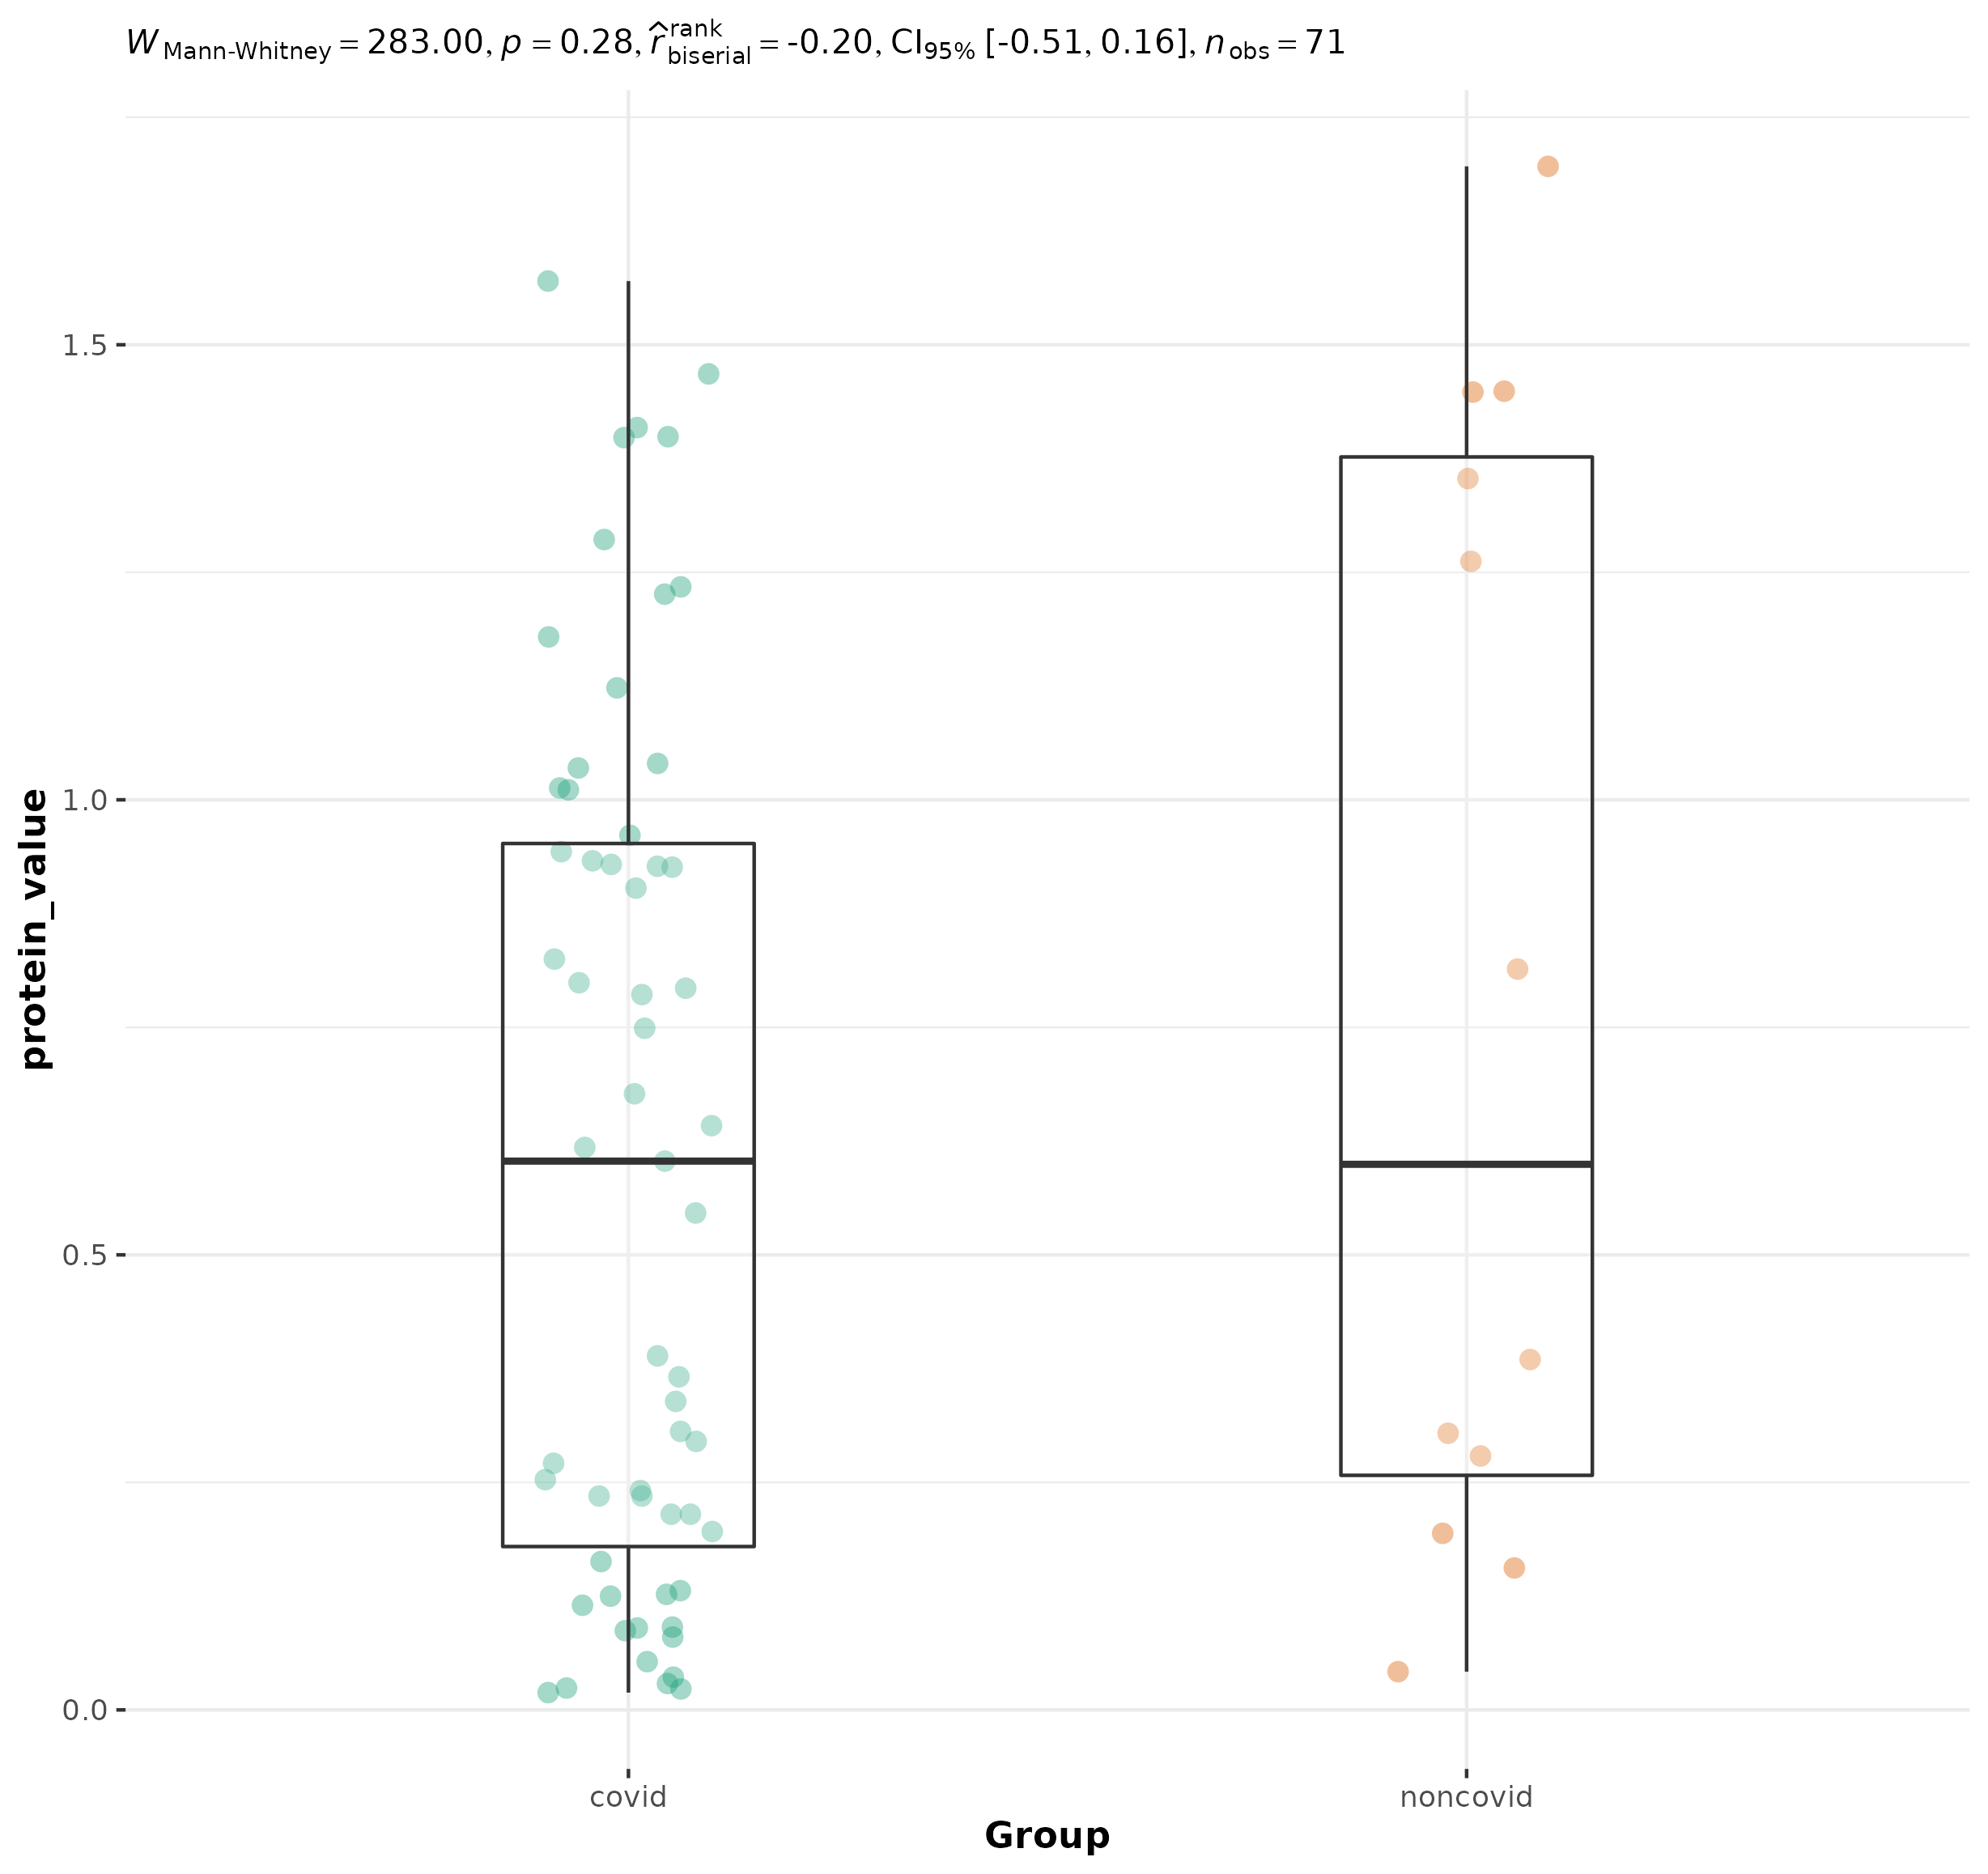 W Mann-Whitney = 283.00, p = 0.28, r̂ rank biserial = -0.20, CI95% [-0.51, 0.16], n obs = 71
protein_value
1.5
1.0
0.5
0.0
covid noncovid
Group